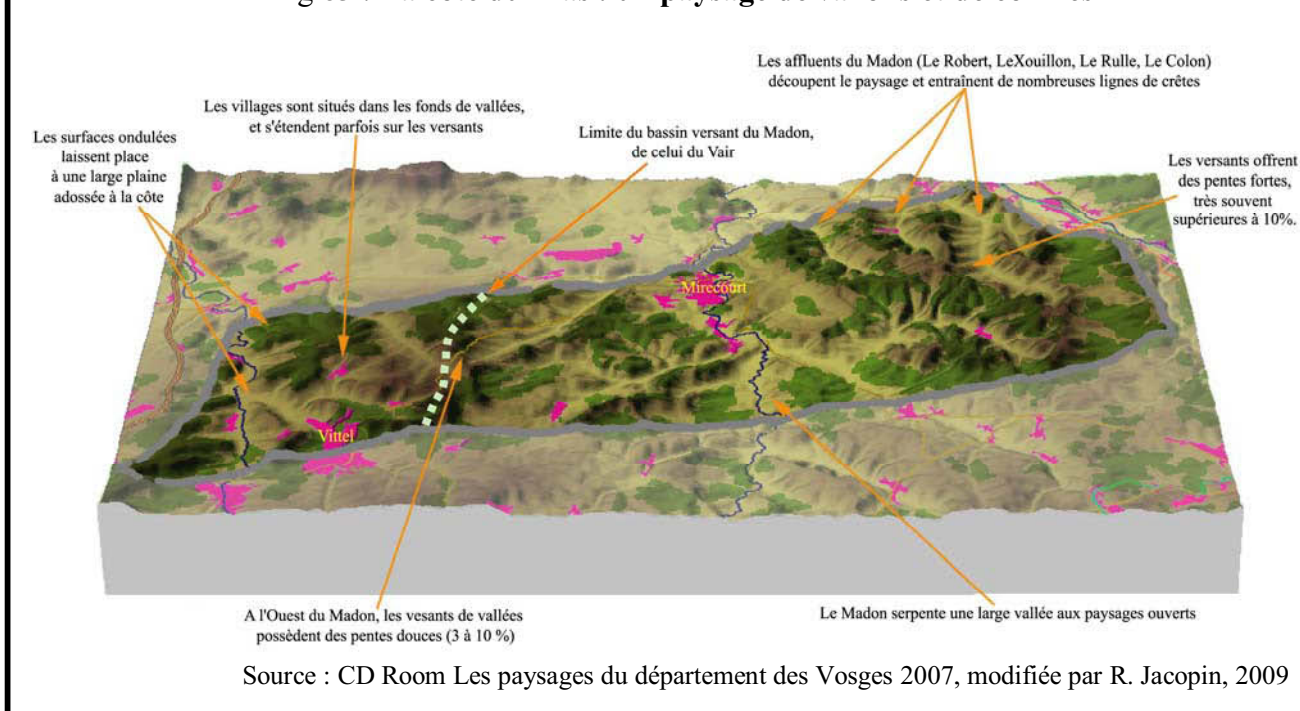 paysage de
Les affluents du Madon (Le Robert, LeXouillon, Le Rulle, Le Colon)
découpent le paysage et entraînent de nombreuses lignes de crêtes
Les villages sont situés dans les fonds de vallées,
et s'étendent parfois sur les versants
Les surfaces ondulées
laissent place
à une large plaine
adossée à la côte
Limite du bassin versant du Madon,
de celui du Vair
Les versants offrent
des pentes fortes,
très souvent
supérieures à 10%.
Mirecourt
Vittel
A l'Ouest du Madon, les vesants de vallées
possèdent des pentes douces (3 à 10 %)
Le Madon serpente une large vallée aux paysages ouverts
Source : CD Room Les paysages du département des Vosges 2007, modifiée par R. Jacopin, 2009